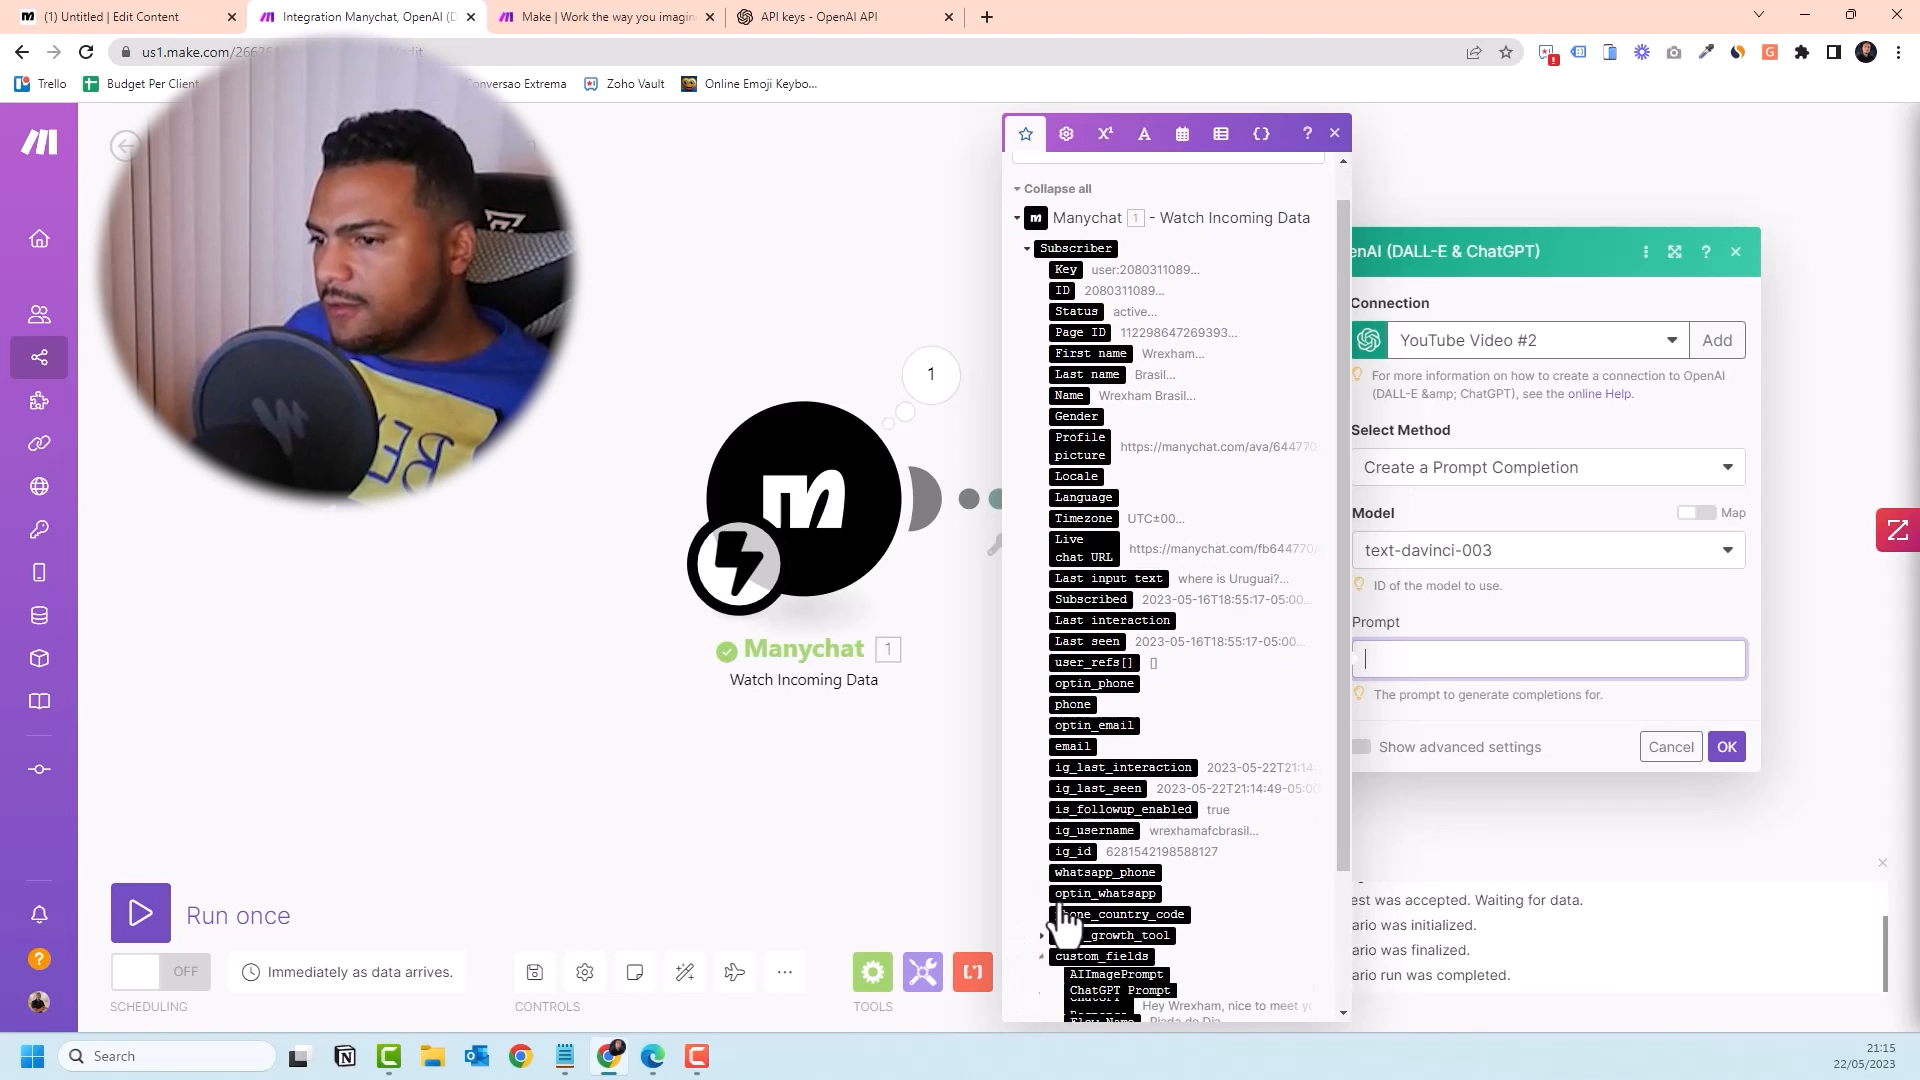 (1) Untitled | Edit Content
Integration Manychat, OpenAI (D
Make | Work the way you imagin
API keys - OpenAI API
us1.make.com/26626
Trello
Budget Per Client
Conversao Extrema
Zoho Vault
Online Emoji Keybo...
Collapse all
Manychat 1 - Watch Incoming Data
Subscriber
Key user:2080311089...
ID 2080311089...
Status active...
Page ID 112298647269393...
First name Wrexham...
Last name Brasil...
Name Wrexham Brasil...
Gender
Profile picture https://manychat.com/ava/644770
Locale
Language
Timezone UTC±00...
Live chat URL https://manychat.com/fb644770/
Last input text where is Uruguai?...
Subscribed 2023-05-16T18:55:17-05:00...
Last interaction
Last seen 2023-05-16T18:55:17-05:00...
user_refs[] []
optin_phone
phone
optin_email
email
ig_last_interaction 2023-05-22T21:14
ig_last_seen 2023-05-22T21:14:49-05:00
is_followup_enabled true
ig_username wrexhamafcbrasil...
ig_id 6281542198588127
whatsapp_phone
optin_whatsapp
phone_country_code
growth_tool
custom_fields
AIImagePrompt
ChatGPT Prompt
Hey Wrexham, nice to meet yo
Flow Name Piada do Dia
enAI (DALL-E & ChatGPT)
Connection
YouTube Video #2
Add
For more information on how to create a connection to OpenAI
(DALL-E &amp; ChatGPT), see the online Help.
Select Method
Create a Prompt Completion
Model
Map
text-davinci-003
ID of the model to use.
Prompt
The prompt to generate completions for.
Show advanced settings
Cancel
OK
1
Manychat 1
Watch Incoming Data
est was accepted. Waiting for data.
ario was initialized.
ario was finalized.
ario run was completed.
Run once
OFF
Immediately as data arrives.
SCHEDULING
CONTROLS
TOOLS
Search
21:15
22/05/2023